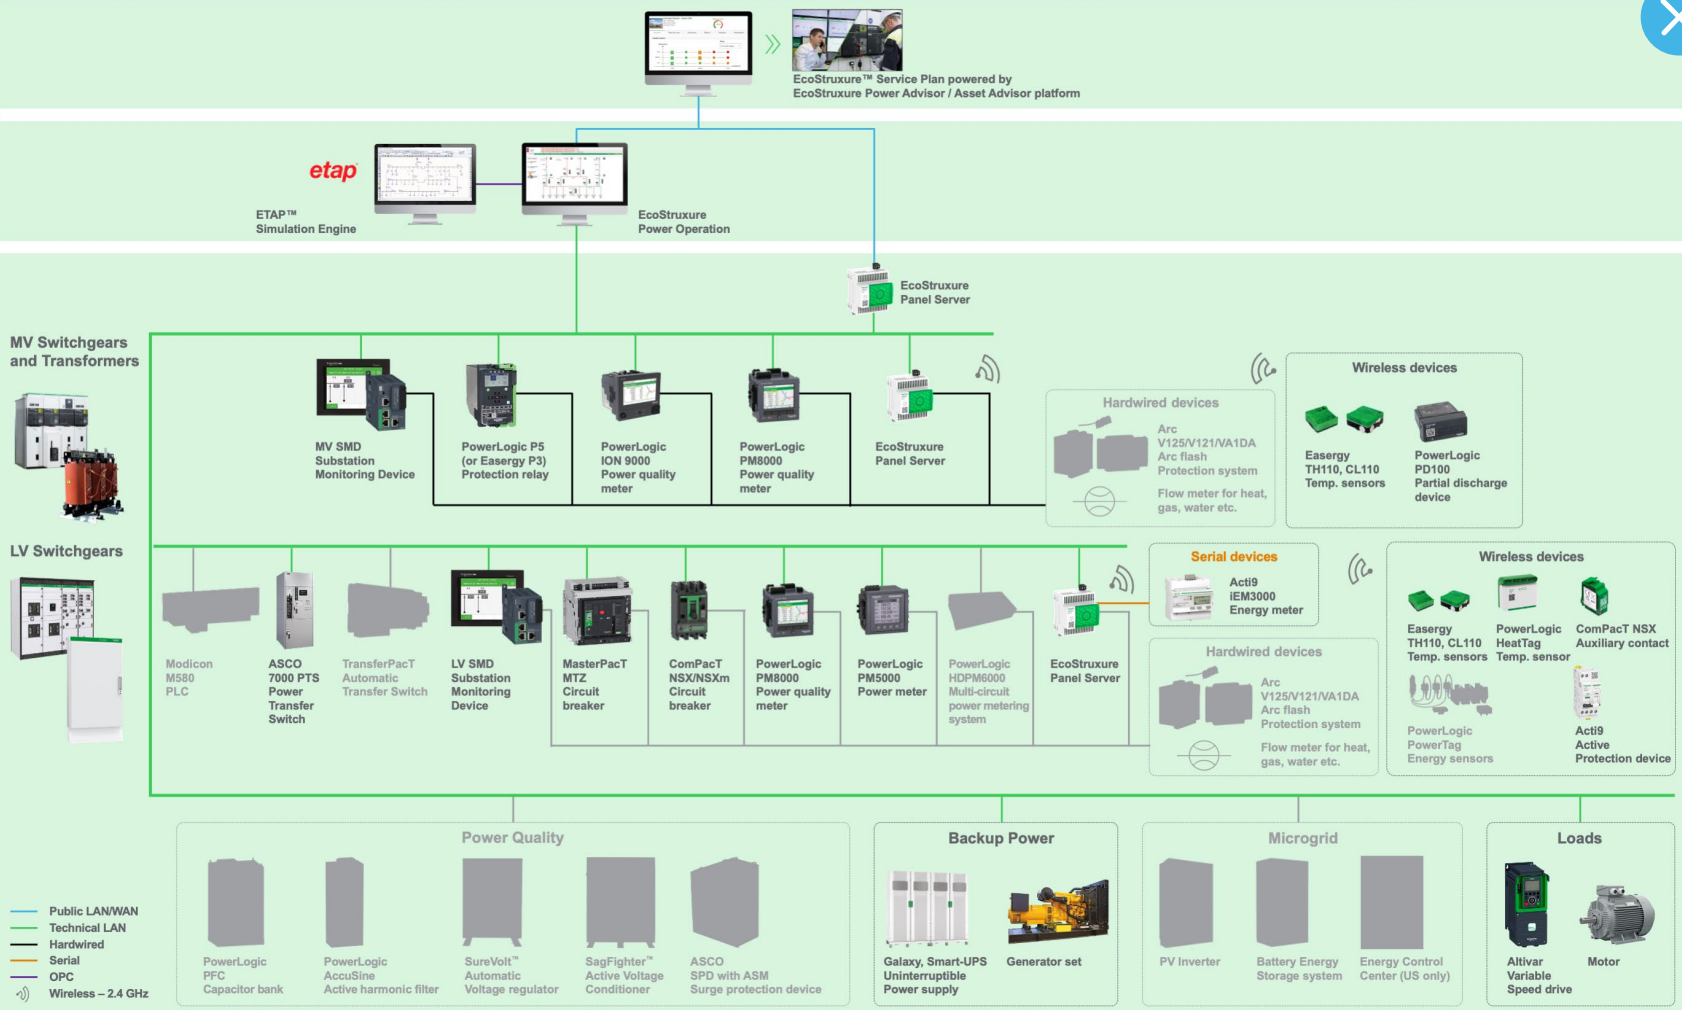 EcoStruxure™ Service Plan powered by
EcoStruxure Power Advisor / Asset Advisor platform
etap
ETAP™
Simulation Engine
EcoStruxure
Power Operation
EcoStruxure
Panel Server
MV Switchgears
and Transformers
MV SMD
Substation
Monitoring Device
PowerLogic P5
(or Easergy P3)
Protection relay
PowerLogic
ION 9000
Power quality
meter
PowerLogic
PM8000
Power quality
meter
EcoStruxure
Panel Server
Hardwired devices
Arc
V125/V121/VA1DA
Arc flash
Protection system
Flow meter for heat,
gas, water etc.
Wireless devices
Easergy
TH110, CL110
Temp. sensors
PowerLogic
PD100
Partial discharge
device
LV Switchgears
Modicon
M580
PLC
ASCO
7000 PTS
Power
Transfer
Switch
TransferPacT
Automatic
Transfer Switch
LV SMD
Substation
Monitoring
Device
MasterPacT
MTZ
Circuit
breaker
ComPacT
NSX/NSXm
Circuit
breaker
PowerLogic
PM8000
Power quality
meter
PowerLogic
PM5000
Power meter
PowerLogic
HDPM6000
Multi-circuit
power metering
system
EcoStruxure
Panel Server
Serial devices
Acti9
iEM3000
Energy meter
Hardwired devices
Arc
V125/V121/VA1DA
Arc flash
Protection system
Flow meter for heat,
gas, water etc.
Wireless devices
Easergy
TH110, CL110
Temp. sensors
PowerLogic
HeatTag
Temp. sensor
ComPacT NSX
Auxiliary contact
PowerLogic
PowerTag
Energy sensors
Acti9
Active
Protection device
Power Quality
PowerLogic
PFC
Capacitor bank
PowerLogic
AccuSine
Active harmonic filter
SureVolt™
Automatic
Voltage regulator
SagFighter™
Active Voltage
Conditioner
ASCO
SPD with ASM
Surge protection device
Backup Power
Galaxy, Smart-UPS
Uninterruptible
Power supply
Generator set
Microgrid
PV Inverter
Battery Energy
Storage system
Energy Control
Center (US only)
Loads
Altivar
Variable
Speed drive
Motor
Public LAN/WAN
Technical LAN
Hardwired
Serial
OPC
Wireless – 2.4 GHz